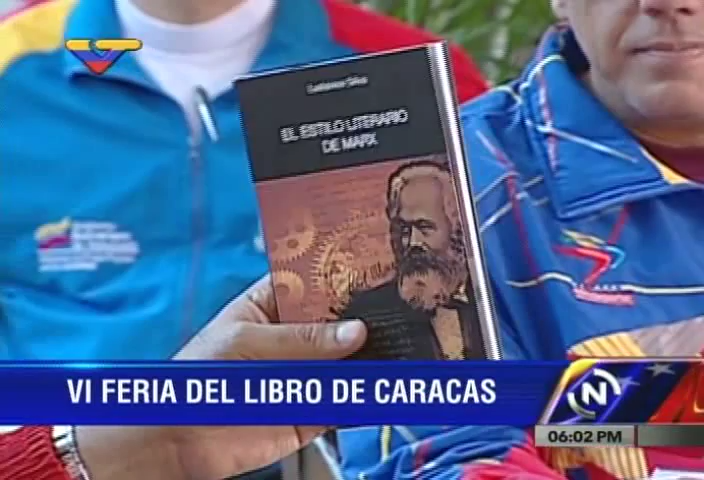 Ludovico Silva
EL ESTILO LITERARIO
DE MARX
VI FERIA DEL LIBRO DE CARACAS
N
06:02 PM